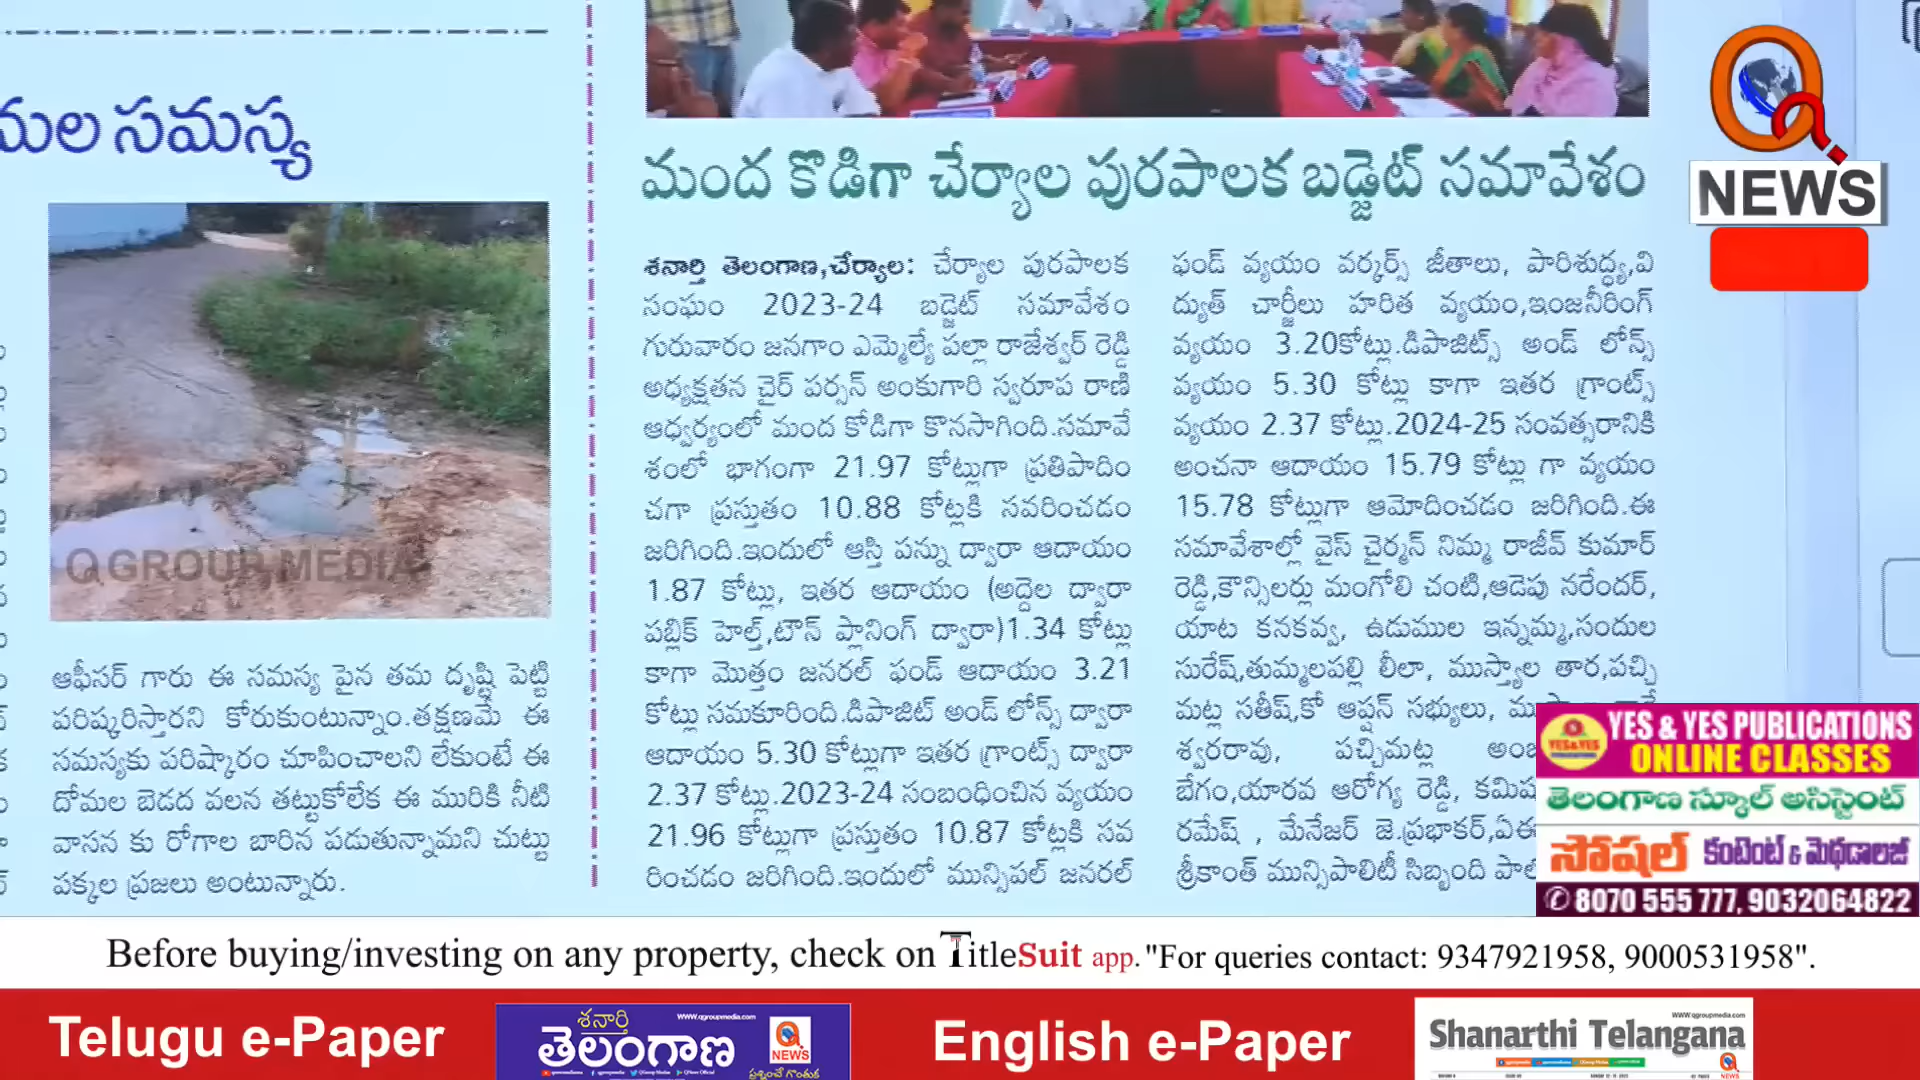 మల సమస్య
QGROUP MEDIA
ఆఫీసర్ గారు ఈ సమస్య పైన తమ దృష్టి పెట్టి
పరిష్కరిస్తారని కోరుకుంటున్నాం.తక్షణమే ఈ
సమస్యకు పరిష్కారం చూపించాలని లేకుంటే ఈ
దోమల బెడద వలన తట్టుకోలేక ఈ మురికి నీటి
వాసన కు రోగాల బారిన పడుతున్నామని చుట్టు
పక్కల ప్రజలు అంటున్నారు.
మంద కొడిగా చేర్యాల పురపాలక బడ్జెట్ సమావేశం
శనార్తి తెలంగాణ,చేర్యాల: చేర్యాల పురపాలక
సంఘం 2023-24 బడ్జెట్ సమావేశం
గురువారం జనగాం ఎమ్మెల్యే పల్లా రాజేశ్వర్ రెడ్డి
అధ్యక్షతన చైర్ పర్సన్ అంకుగారి స్వరూప రాణి
ఆధ్వర్యంలో మంద కోడిగా కొనసాగింది.సమావే
శంలో భాగంగా 21.97 కోట్లుగా ప్రతిపాదిం
చగా ప్రస్తుతం 10.88 కోట్లకి సవరించడం
జరిగింది.ఇందులో ఆస్తి పన్ను ద్వారా ఆదాయం
1.87 కోట్లు, ఇతర ఆదాయం (అద్దెల ద్వారా
పబ్లిక్ హెల్త్,టౌన్ ప్లానింగ్ ద్వారా)1.34 కోట్లు
కాగా మొత్తం జనరల్ ఫండ్ ఆదాయం 3.21
కోట్లు సమకూరింది.డిపాజిట్ అండ్ లోన్స్ ద్వారా
ఆదాయం 5.30 కోట్లుగా ఇతర గ్రాంట్స్ ద్వారా
2.37 కోట్లు.2023-24 సంబంధించిన వ్యయం
21.96 కోట్లుగా ప్రస్తుతం 10.87 కోట్లకి సవ
రించడం జరిగింది.ఇందులో మున్సిపల్ జనరల్
ఫండ్ వ్యయం వర్కర్స్ జీతాలు, పారిశుద్ధ్య,వి
ద్యుత్ చార్జీలు హరిత వ్యయం,ఇంజనీరింగ్
వ్యయం 3.20కోట్లు.డిపాజిట్స్ అండ్ లోన్స్
వ్యయం 5.30 కోట్లు కాగా ఇతర గ్రాంట్స్
వ్యయం 2.37 కోట్లు.2024-25 సంవత్సరానికి
అంచనా ఆదాయం 15.79 కోట్లు గా వ్యయం
15.78 కోట్లుగా ఆమోదించడం జరిగింది.ఈ
సమావేశాల్లో వైస్ చైర్మన్ నిమ్మ రాజీవ్ కుమార్
రెడ్డి,కౌన్సిలర్లు మంగోలి చంటి,ఆడెపు నరేందర్,
యాట కనకవ్వ, ఉడుముల ఇన్నమ్మ,సందుల
సురేష్,తుమ్మలపల్లి లీలా, ముస్త్యాల తార,పచ్చి
మట్ల సతీష్,కో ఆప్షన్ సభ్యులు,
శ్వరరావు, పచ్చిమట్ల
బేగం,యారవ ఆరోగ్య రెడ్డి,
రమేష్ , మేనేజర్ జె.ప్రభాకర్,
శ్రీకాంత్ మున్సిపాలిటీ సిబ్బంది
NEWS
YES & YES PUBLICATIONS
ONLINE CLASSES
తెలంగాణ స్కూల్ అసిస్టెంట్
సోషల్ కంటెంట్ & మెథడాలజీ
8070 555 777, 9032064822
Before buying/investing on any property, check on TitleSuit app. "For queries contact: 9347921958, 9000531958".
Telugu e-Paper
శనార్తి
తెలంగాణ
www.qgroupmedia.com
NEWS
ప్రశ్నించే గొంతుక
English e-Paper
www.qgroupmedia.com
Shanarthi Telangana